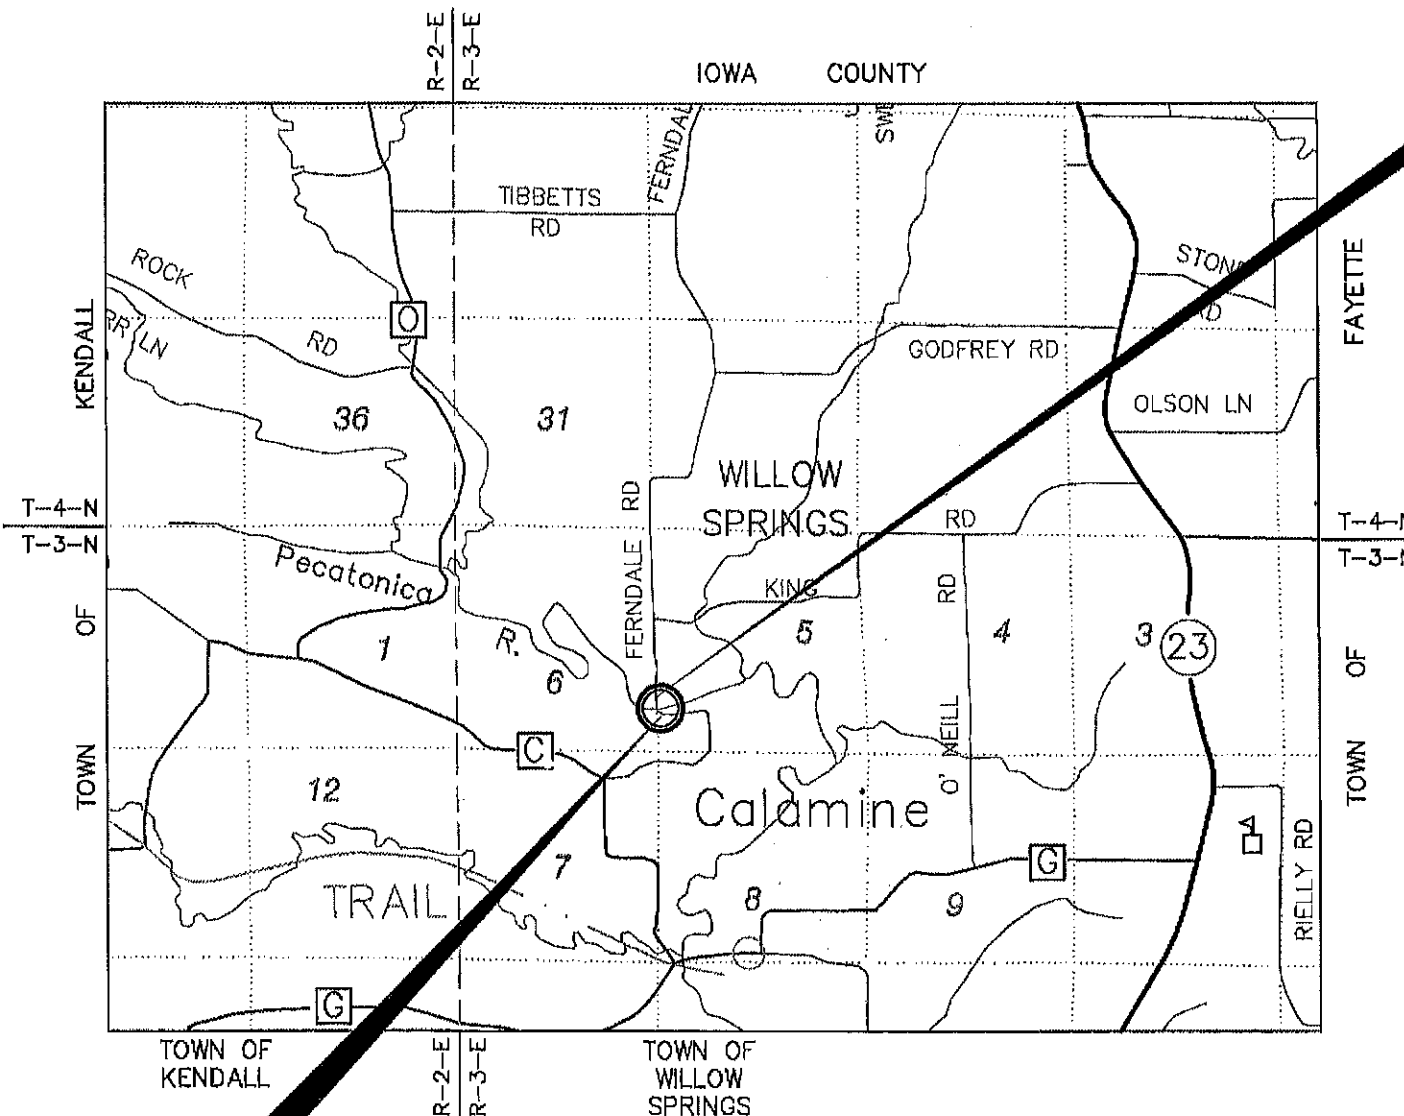 R-2-E
R-3-E
IOWA COUNTY
FERNDAL
SWE
TIBBETTS
RD
ROCK
RD
RR LN
O
STON
RD
GODFREY RD
OLSON LN
KENDALL
FAYETTE
36
31
WILLOW
SPRINGS
RD
T-4-N
T-3-N
T-4-N
T-3-N
RD
Pecatonica
R.
FERNDALE
KING
RD
OF
OF
1
6
5
4
3
23
TOWN
TOWN
C
O'NEILL
12
Calamine
7
TRAIL
8
9
G
RIELLY RD
G
TOWN OF
KENDALL
R-2-E
R-3-E
TOWN OF
WILLOW
SPRINGS